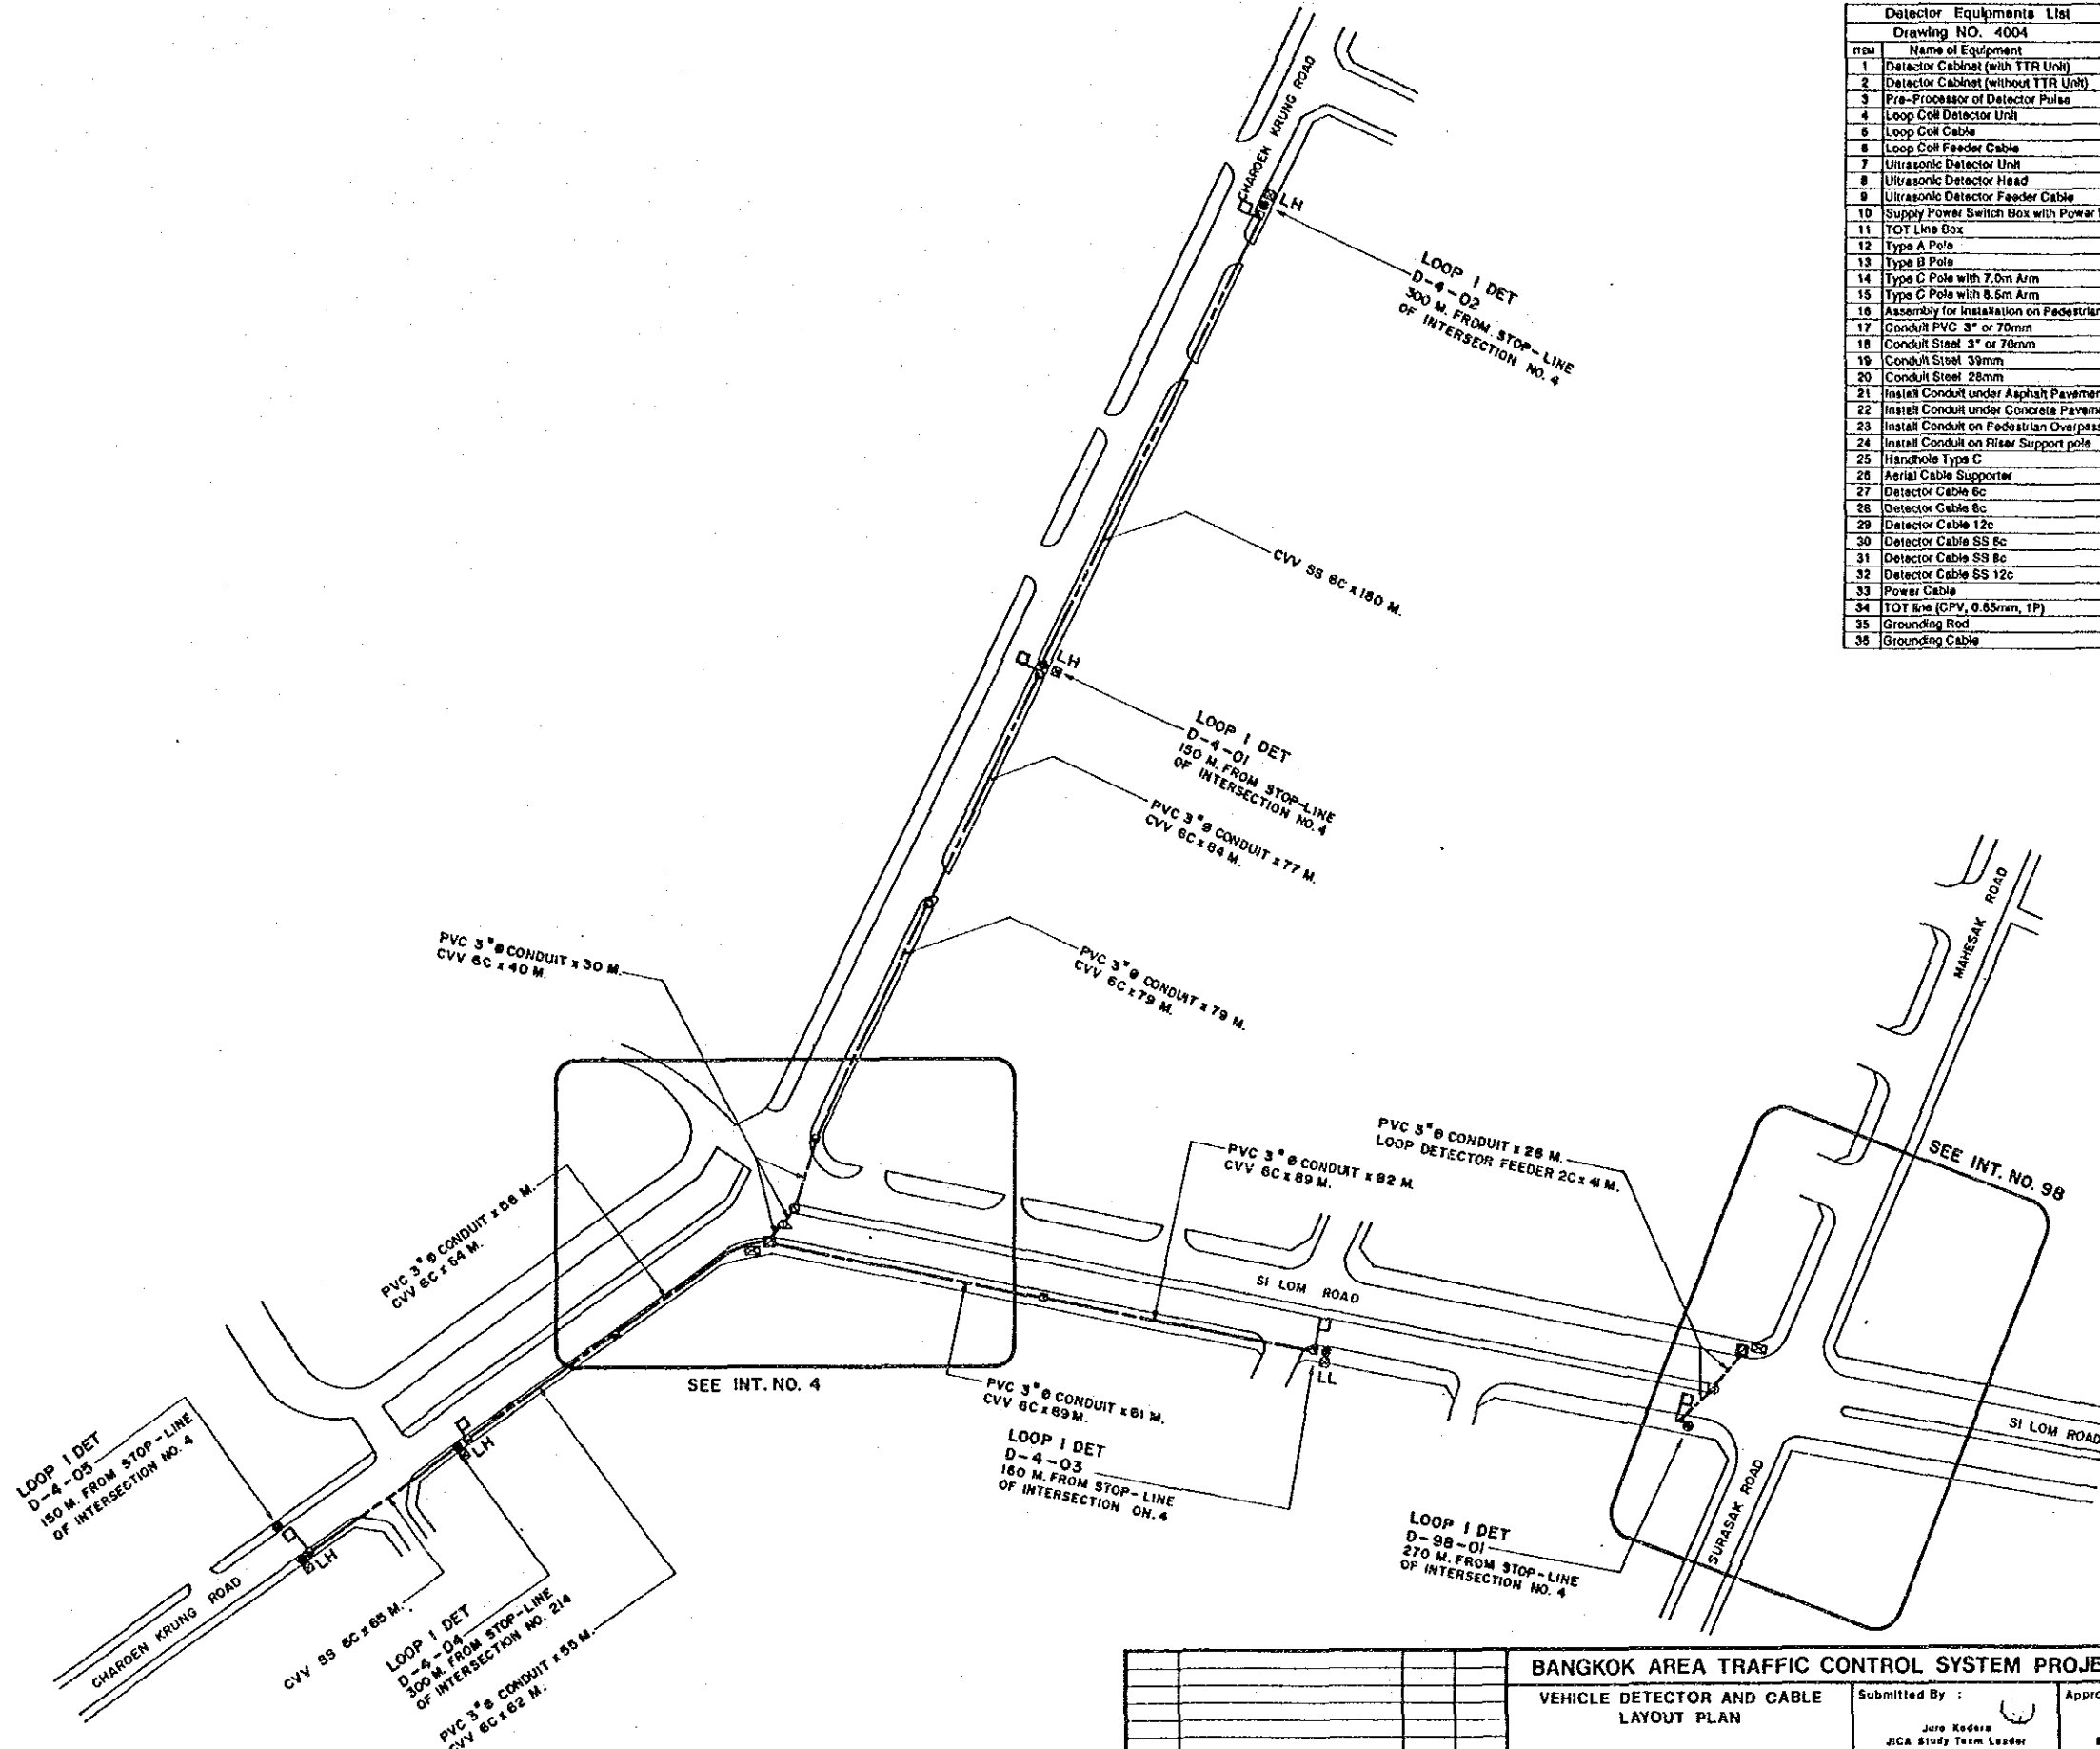 Detector Equipments List
Drawing NO. 4004
ITEM Name of Equipment
1 Detector Cabinet (with TTR Unit)
2 Detector Cabinet (without TTR Unit)
3 Pre-Processor of Detector Pulse
4 Loop Coil Detector Unit
5 Loop Coil Cable
6 Loop Coil Feeder Cable
7 Ultrasonic Detector Unit
8 Ultrasonic Detector Head
9 Ultrasonic Detector Feeder Cable
10 Supply Power Switch Box with Power
11 TOT Line Box
12 Type A Pole
13 Type B Pole
14 Type C Pole with 7.0m Arm
15 Type C Pole with 8.5m Arm
16 Assembly for Installation on Pedestrian
17 Conduit PVC 3" or 70mm
18 Conduit Steel 3" or 70mm
19 Conduit Steel 39mm
20 Conduit Steel 28mm
21 Install Conduit under Asphalt Pavemen
22 Install Conduit under Concrete Pavem
23 Install Conduit on Pedestrian Overpass
24 Install Conduit on Riser Support pole
25 Handhole Type C
26 Aerial Cable Supporter
27 Detector Cable 6c
28 Detector Cable 8c
29 Detector Cable 12c
30 Detector Cable SS 6c
31 Detector Cable SS 8c
32 Detector Cable SS 12c
33 Power Cable
34 TOT line (CPV, 0.65mm, 1P)
35 Grounding Rod
36 Grounding Cable
CHAROEN KRUNG ROAD
LH
LOOP 1 DET
D-4-02
300 M. FROM STOP-LINE
OF INTERSECTION NO. 4
CVV SS 6C x 180 M.
LH
LOOP 1 DET
D-4-01
150 M. FROM STOP-LINE
OF INTERSECTION NO. 4
PVC 3"ø CONDUIT x 77 M.
CVV 6C x 84 M.
PVC 3"ø CONDUIT x 30 M.
CVV 6C x 40 M.
PVC 3"ø CONDUIT x 79 M.
CVV 6C x 79 M.
MAHESAK ROAD
PVC 3"ø CONDUIT x 26 M.
LOOP DETECTOR FEEDER 2C x 41 M.
PVC 3"ø CONDUIT x 82 M.
CVV 6C x 89 M.
SEE INT. NO. 98
PVC 3"ø CONDUIT x 56 M.
CVV 6C x 64 M.
SI LOM ROAD
SEE INT. NO. 4
LL
PVC 3"ø CONDUIT x 61 M.
CVV 6C x 69 M.
LOOP 1 DET
D-4-03
160 M. FROM STOP-LINE
OF INTERSECTION ON. 4
SI LOM ROAD
LOOP 1 DET
D-4-05
150 M. FROM STOP-LINE
OF INTERSECTION NO. 4
LH
LH
SURASAK ROAD
LOOP 1 DET
D-98-01
270 M. FROM STOP-LINE
OF INTERSECTION NO. 4
CHAROEN KRUNG ROAD
CVV SS 6C x 65 M.
LOOP 1 DET
D-4-04
300 M. FROM STOP-LINE
OF INTERSECTION NO. 214
PVC 3"ø CONDUIT x 55 M.
CVV 6C x 62 M.
BANGKOK AREA TRAFFIC CONTROL SYSTEM PROJE
VEHICLE DETECTOR AND CABLE
LAYOUT PLAN
Submitted By :
Juro Kodera
JICA Study Team Leader
Appro